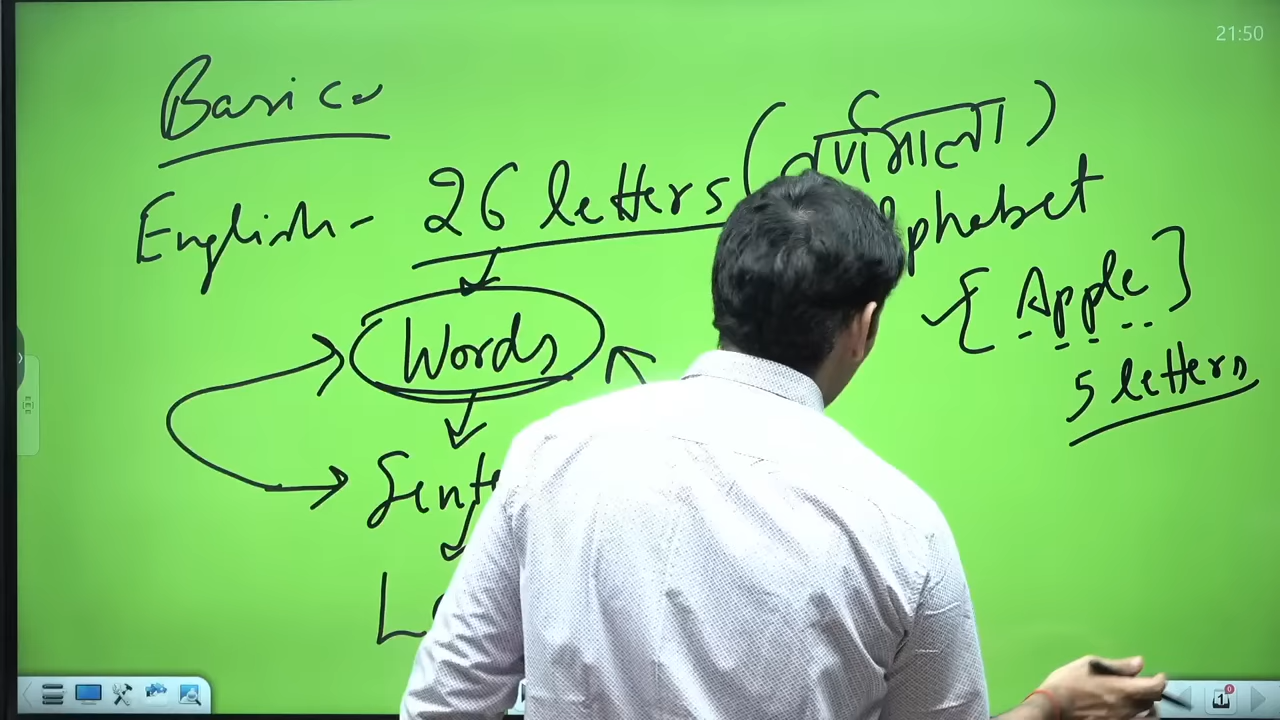 21:50
Basics
English - 26 letters (वर्णमाला)
Alphabet
Words
{Apple}
5 letters